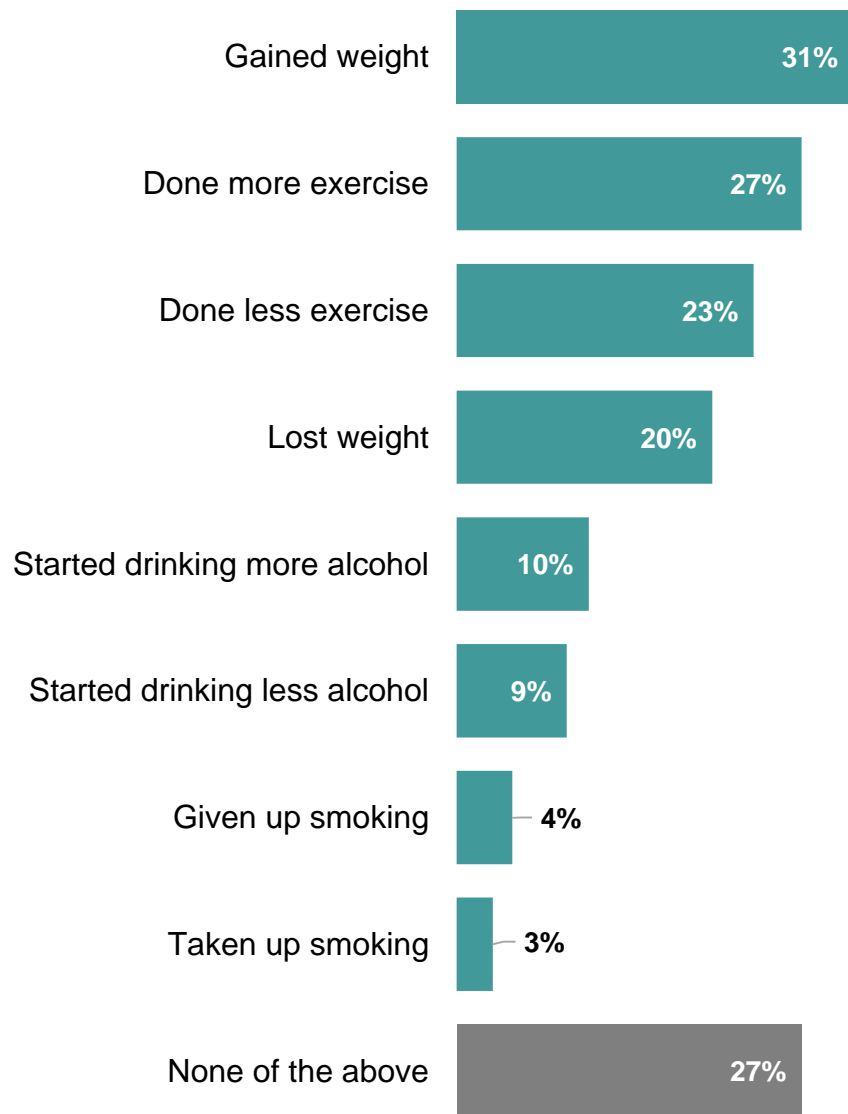 Gained weight 31%
Done more exercise 27%
Done less exercise 23%
Lost weight 20%
Started drinking more alcohol 10%
Started drinking less alcohol 9%
Given up smoking 4%
Taken up smoking 3%
None of the above 27%